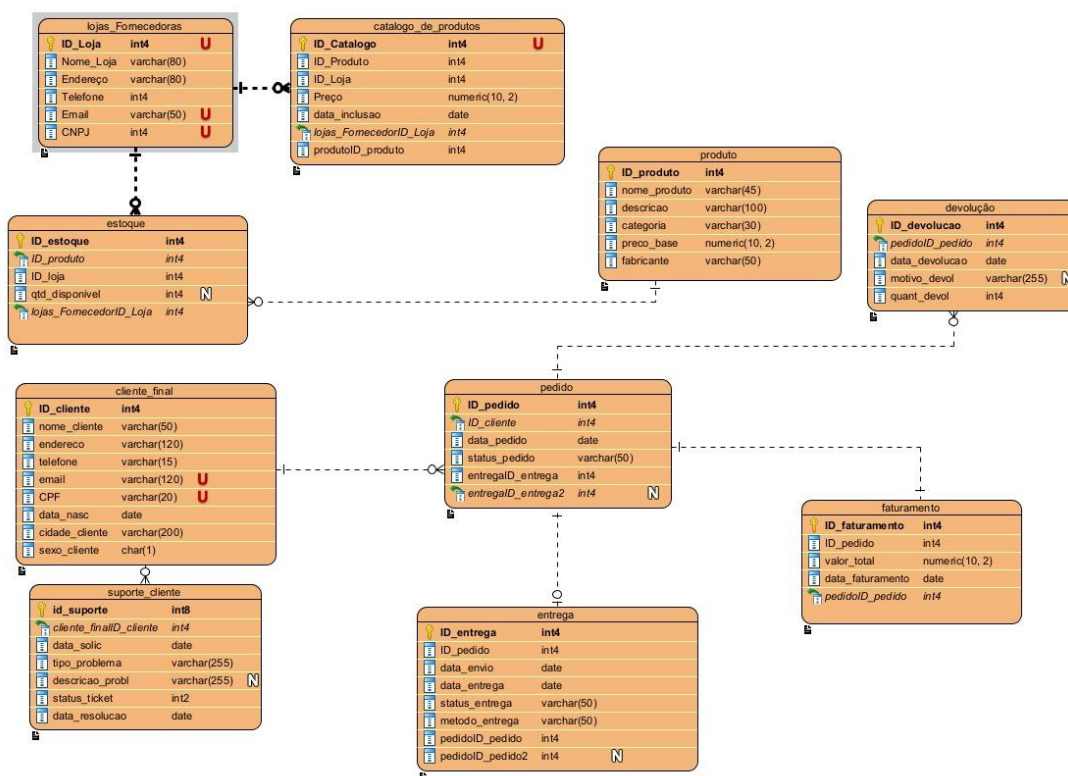 lojas_Fornecedoras
ID_Loja int4 U
Nome_Loja varchar(80)
Endereço varchar(80)
Telefone int4
Email varchar(50) U
CNPJ int4 U
catalogo_de_produtos
ID_Catalogo int4 U
ID_Produto int4
ID_Loja int4
Preço numeric(10, 2)
data_inclusao date
lojas_FornecedorID_Loja int4
produtoID_produto int4
produto
ID_produto int4
nome_produto varchar(45)
descricao varchar(100)
categoria varchar(30)
preco_base numeric(10, 2)
fabricante varchar(50)
devolução
ID_devolucao int4
pedidoID_pedido int4
data_devolucao date
motivo_devol varchar(255) N
quant_devol int4
estoque
ID_estoque int4
ID_produto int4
ID_loja int4
qtd_disponivel int4 N
lojas_FornecedorID_Loja int4
cliente_final
ID_cliente int4
nome_cliente varchar(50)
endereco varchar(120)
telefone varchar(15)
email varchar(120) U
CPF varchar(20) U
data_nasc date
cidade_cliente varchar(200)
sexo_cliente char(1)
pedido
ID_pedido int4
ID_cliente int4
data_pedido date
status_pedido varchar(50)
entregaID_entrega int4
entregaID_entrega2 int4 N
faturamento
ID_faturamento int4
ID_pedido int4
valor_total numeric(10, 2)
data_faturamento date
pedidoID_pedido int4
suporte_cliente
id_suporte int8
cliente_finalID_cliente int4
data_solic date
tipo_problema varchar(255)
descricao_probl varchar(255) N
status_ticket int2
data_resolucao date
entrega
ID_entrega int4
ID_pedido int4
data_envio date
data_entrega date
status_entrega varchar(50)
metodo_entrega varchar(50)
pedidoID_pedido int4
pedidoID_pedido2 int4 N